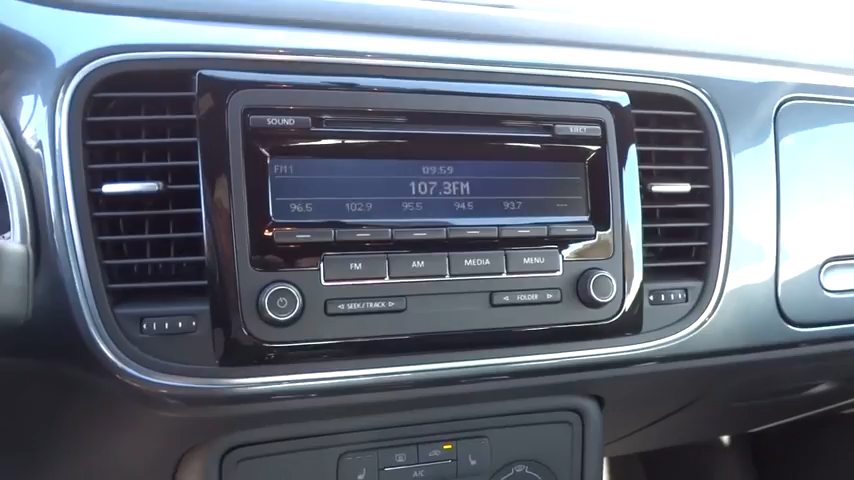 SOUND
EJECT
FM1 09:59
107.3FM
96.5 102.9 95.5 94.5 93.7 ----
FM AM MEDIA MENU
◁ SEEK/TRACK ▷ ◁ FOLDER ▷
A/C